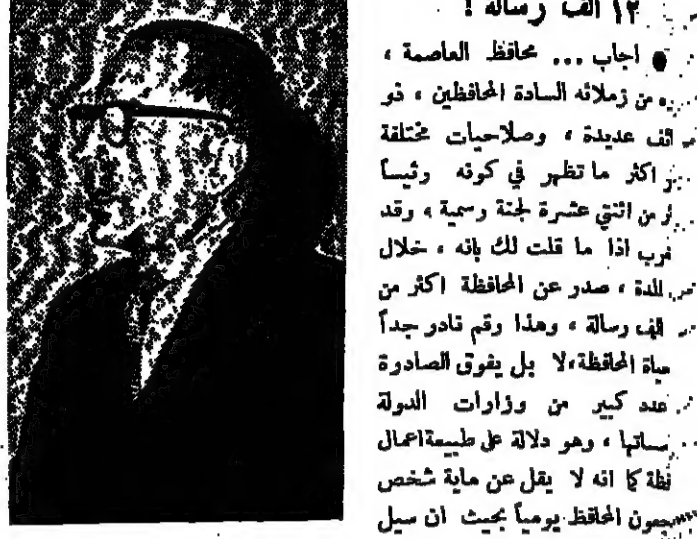 ١٢ الف رسالة !
● اجاب ... محافظ العاصمة ،
من زملائه السادة المحافظين ، ذو
عديدة ، وصلاحيات مختلفة
اكثر ما تظهر في كونه رئيساً
من اثنتي عشرة لجنة رسمية ، وقد
اذا ما قلت لك بانه ، خلال
المدة ، صدر عن المحافظة اكثر من
الف رسالة ، وهذا رقم نادر جداً
المحافظة ، لا بل يفوق الصادرة
عدد كبير من وزارات الدولة
، وهو دلالة على طبيعة اعمال
كما انه لا يقل عن ماية شخص
المحافظ يومياً بحيث ان سيل